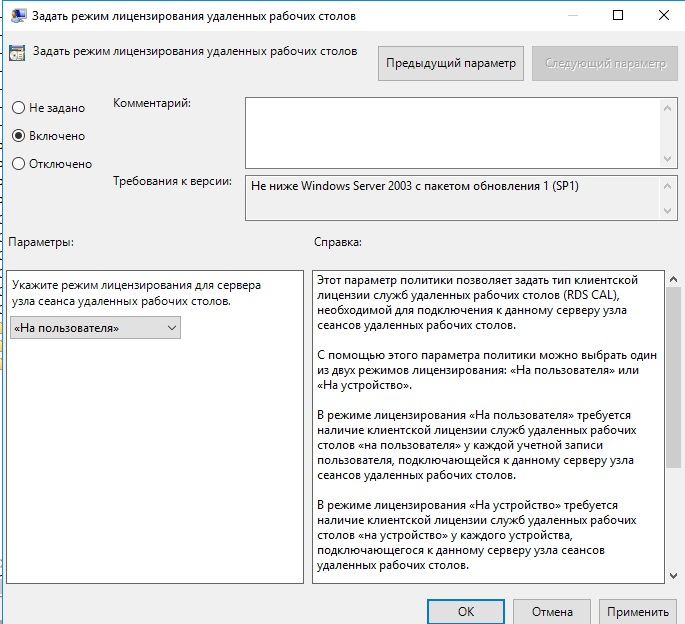 Задать режим лицензирования удаленных рабочих столов
Задать режим лицензирования удаленных рабочих столов
Предыдущий параметр
Следующий параметр
Не задано
Включено
Отключено
Комментарий:
Требования к версии:
Не ниже Windows Server 2003 с пакетом обновления 1 (SP1)
Параметры:
Справка:
Укажите режим лицензирования для сервера
узла сеанса удаленных рабочих столов.
«На пользователя»
Этот параметр политики позволяет задать тип клиентской
лицензии служб удаленных рабочих столов (RDS CAL),
необходимой для подключения к данному серверу узла
сеансов удаленных рабочих столов.
С помощью этого параметра политики можно выбрать один
из двух режимов лицензирования: «На пользователя» или
«На устройство».
В режиме лицензирования «На пользователя» требуется
наличие клиентской лицензии служб удаленных рабочих
столов «на пользователя» у каждой учетной записи
пользователя, подключающейся к данному серверу узла
сеансов удаленных рабочих столов.
В режиме лицензирования «На устройство» требуется
наличие клиентской лицензии служб удаленных рабочих
столов «на устройство» у каждого устройства,
подключающегося к данному серверу узла сеансов
удаленных рабочих столов.
ОК
Отмена
Применить